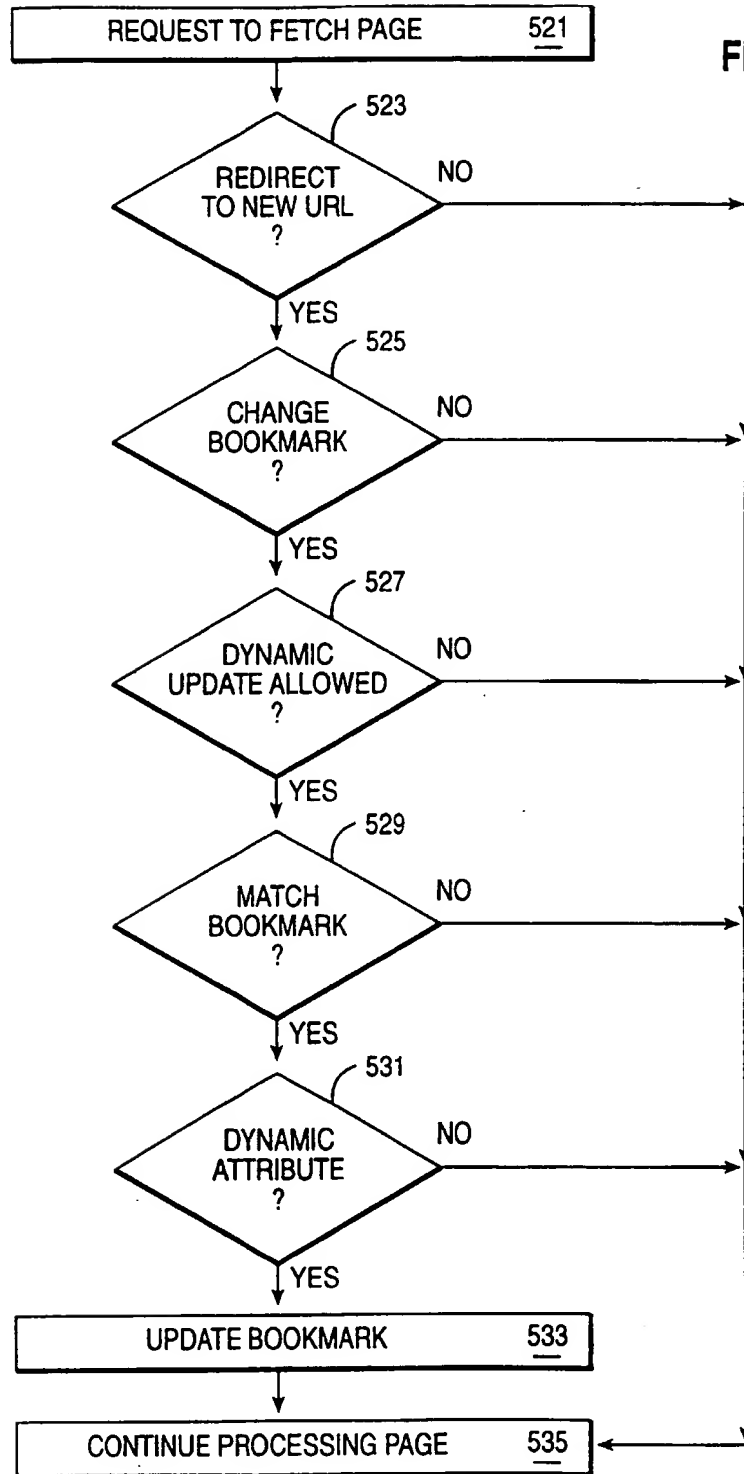 REQUEST TO FETCH PAGE 521
523
REDIRECT
TO NEW URL
?
NO
YES
525
CHANGE
BOOKMARK
?
NO
YES
527
DYNAMIC
UPDATE ALLOWED
?
NO
YES
529
MATCH
BOOKMARK
?
NO
YES
531
DYNAMIC
ATTRIBUTE
?
NO
YES
UPDATE BOOKMARK 533
CONTINUE PROCESSING PAGE 535